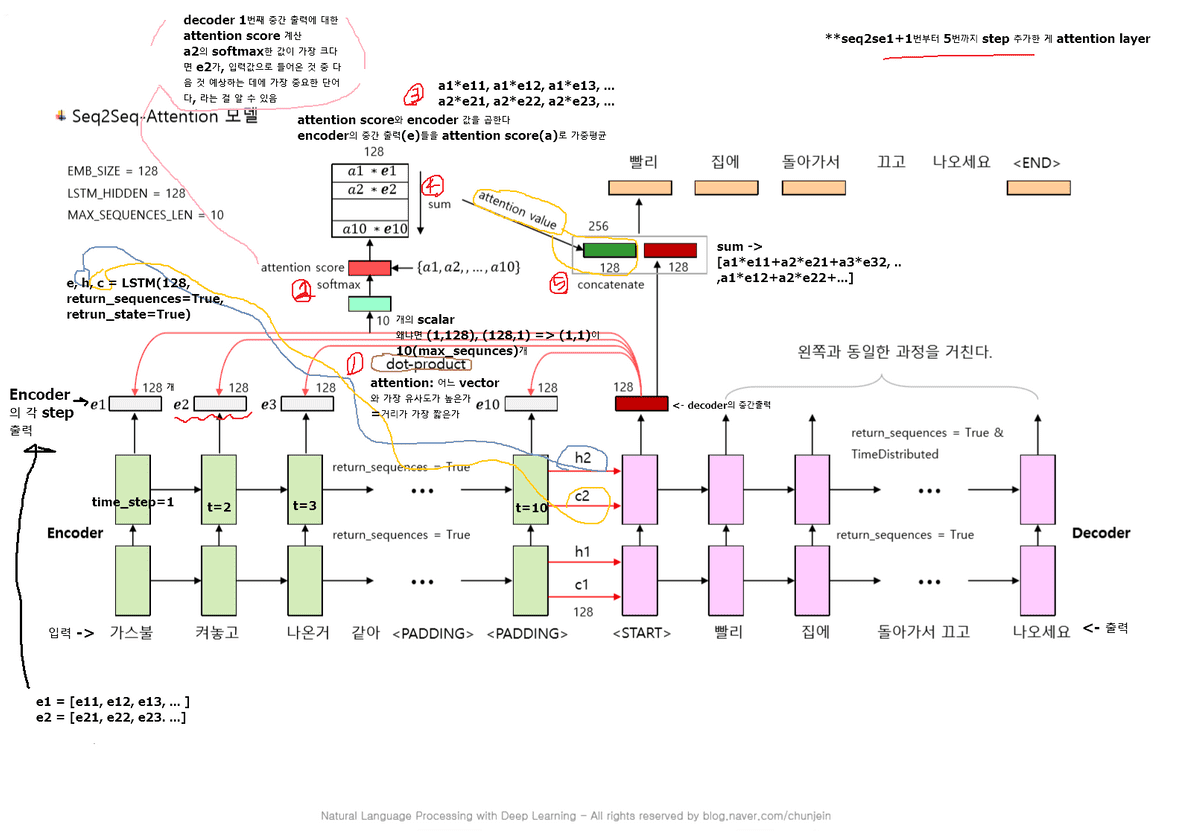 decoder 1번째 중간 출력에 대한
attention score 계산
a2의 softmax한 값이 가장 크다
면 e2가, 입력값으로 들어온 것 중 다
음 것 예상하는 데에 가장 중요한 단어
다, 라는 걸 알 수 있음
**seq2se1+1번부터 5번까지 step 추가한 게 attention layer
③
a1*e11, a1*e12, a1*e13, ...
a2*e21, a2*e22, a2*e23, ...
Seq2Seq-Attention 모델
attention score와 encoder 값을 곱한다
encoder의 중간 출력(e)들을 attention score(a)로 가중평균
EMB_SIZE = 128
LSTM_HIDDEN = 128
MAX_SEQUENCES_LEN = 10
128
a1 * e1
a2 * e2
a10 * e10
④
sum
attention value
빨리 집에 돌아가서 끄고 나오세요 <END>
256
128 128
⑤ concatenate
sum ->
[a1*e11+a2*e21+a3*e32, ..
,a1*e12+a2*e22+...]
attention score
{a1, a2, ,..., a10}
② softmax
e, h, c = LSTM(128,
return_sequences=True,
retrun_state=True)
10 개의 scalar
왜냐면 (1,128), (128,1) => (1,1)이
10(max_sequnces)개
① dot-product
attention: 어느 vector
와 가장 유사도가 높은가
=거리가 가장 짧은가
왼쪽과 동일한 과정을 거친다.
Encoder
의 각 step
출력
e1 128 개
e2 128
e3 128
e10 128
128
<- decoder의 중간출력
return_sequences = True &
TimeDistributed
return_sequences = True
h2
c2
time_step=1 t=2 t=3 ... t=10 ...
Encoder
return_sequences = True
return_sequences = True
Decoder
h1
c1
128
... ...
입력 -> 가스불 켜놓고 나온거 같아 <PADDING> <PADDING> <START> 빨리 집에 돌아가서 끄고 나오세요 <- 출력
e1 = [e11, e12, e13, ... ]
e2 = [e21, e22, e23. ...]
Natural Language Processing with Deep Learning - All rights reserved by blog.naver.com/chunjein